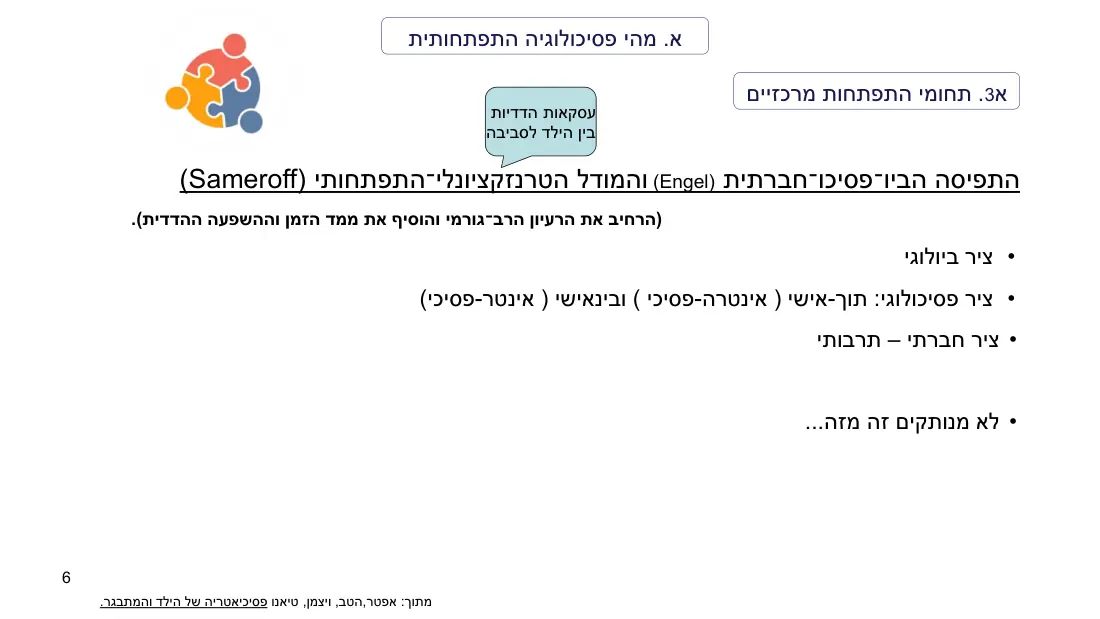 א. מהי פסיכולוגיה התפתחותית
א3. תחומי התפתחות מרכזיים
עסקאות הדדיות
בין הילד לסביבה
התפיסה הביו־פסיכו־חברתית (Engel) והמודל הטרנזקציונלי־התפתחותי (Sameroff)
(הרחיב את הרעיון הרב־גורמי והוסיף את ממד הזמן וההשפעה ההדדית).
• ציר ביולוגי
• ציר פסיכולוגי: תוך-אישי ( אינטרה-פסיכי ) ובינאישי ( אינטר-פסיכי)
• ציר חברתי – תרבותי
• לא מנותקים זה מזה...
6
מתוך: אפטר,הטב, ויצמן, טיאנו פסיכיאטריה של הילד והמתבגר.